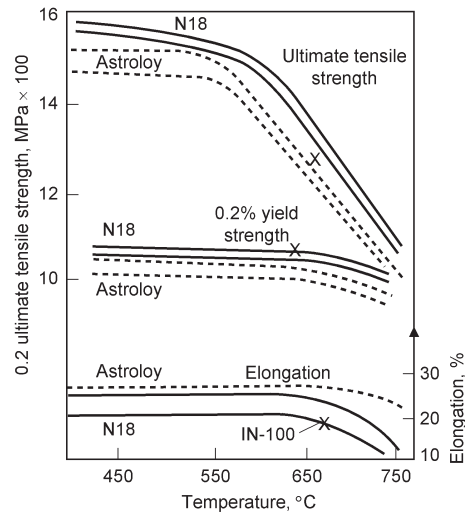 N18
Ultimate tensile
strength
Astroloy
16
14
12
10
0.2 ultimate tensile strength, MPa × 100
N18
0.2% yield
strength
Astroloy
Astroloy
Elongation
N18
IN-100
30
20
10
Elongation, %
450
550
650
750
Temperature, °C